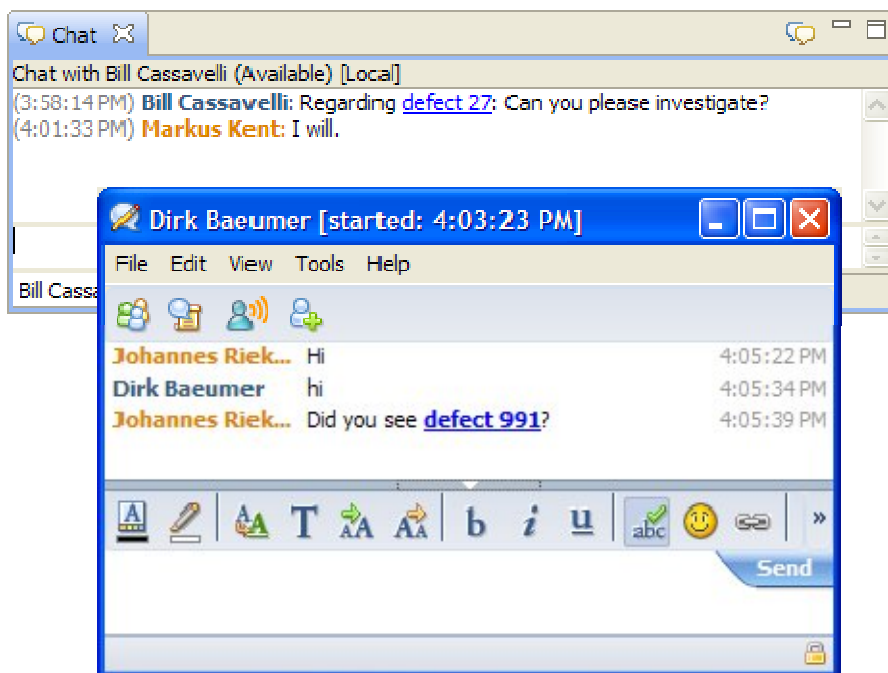 Chat
Chat with Bill Cassavelli (Available) [Local]
(3:58:14 PM) Bill Cassavelli: Regarding defect 27: Can you please investigate?
(4:01:33 PM) Markus Kent: I will.
Bill Cassa
Dirk Baeumer [started: 4:03:23 PM]
File Edit View Tools Help
Johannes Riek... Hi 4:05:22 PM
Dirk Baeumer hi 4:05:34 PM
Johannes Riek... Did you see defect 991? 4:05:39 PM
A A A T A A A A b i u abc »
Send